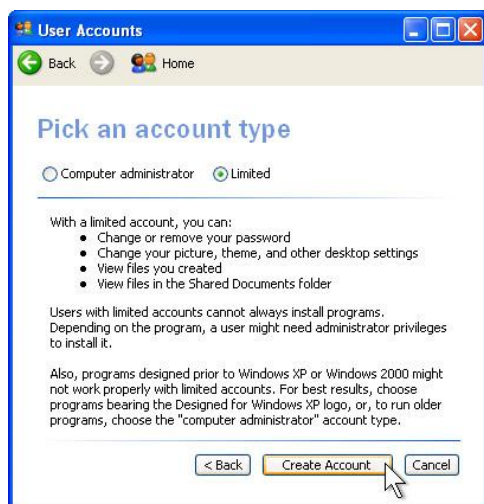 User Accounts
Back Home
Pick an account type
Computer administrator Limited
With a limited account, you can:
• Change or remove your password
• Change your picture, theme, and other desktop settings
• View files you created
• View files in the Shared Documents folder
Users with limited accounts cannot always install programs.
Depending on the program, a user might need administrator privileges
to install it.
Also, programs designed prior to Windows XP or Windows 2000 might
not work properly with limited accounts. For best results, choose
programs bearing the Designed for Windows XP logo, or, to run older
programs, choose the "computer administrator" account type.
< Back Create Account Cancel